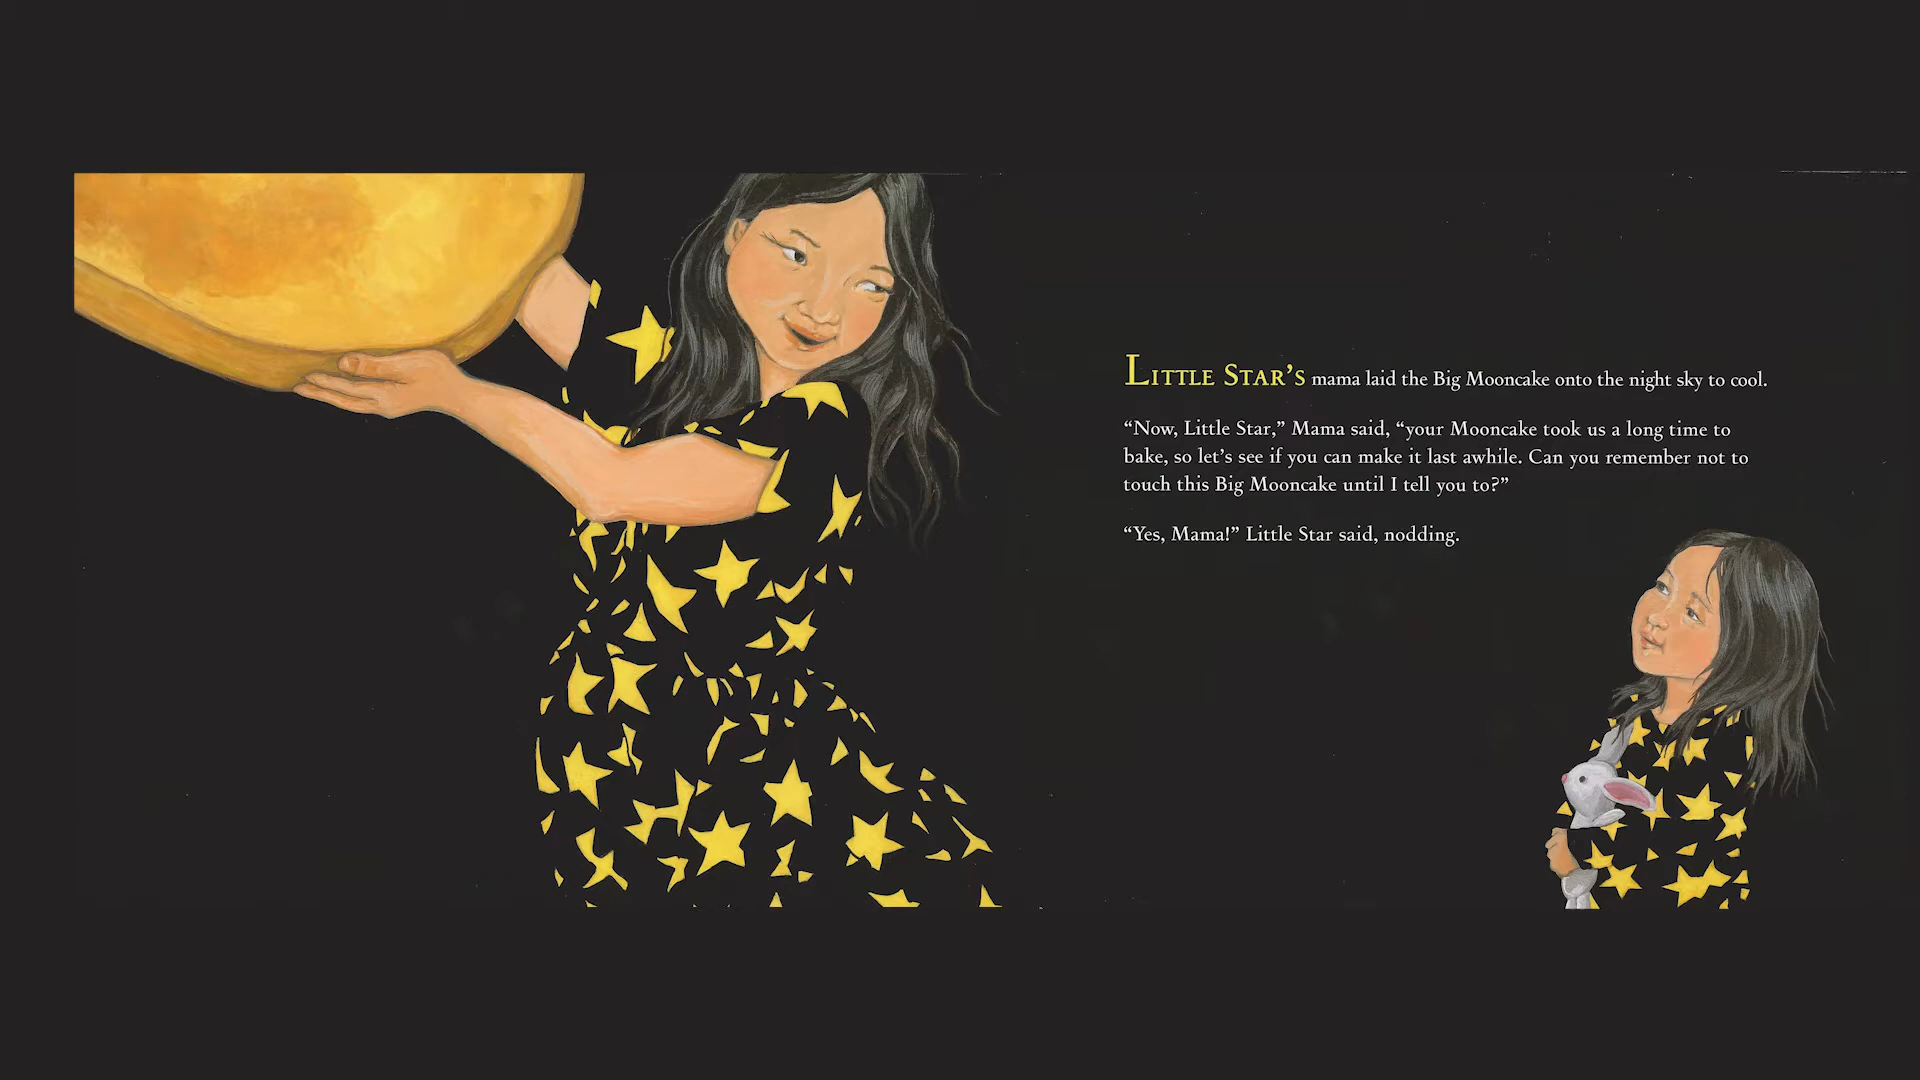 LITTLE STAR’S mama laid the Big Mooncake onto the night sky to cool.
“Now, Little Star,” Mama said, “your Mooncake took us a long time to
bake, so let’s see if you can make it last awhile. Can you remember not to
touch this Big Mooncake until I tell you to?”
“Yes, Mama!” Little Star said, nodding.